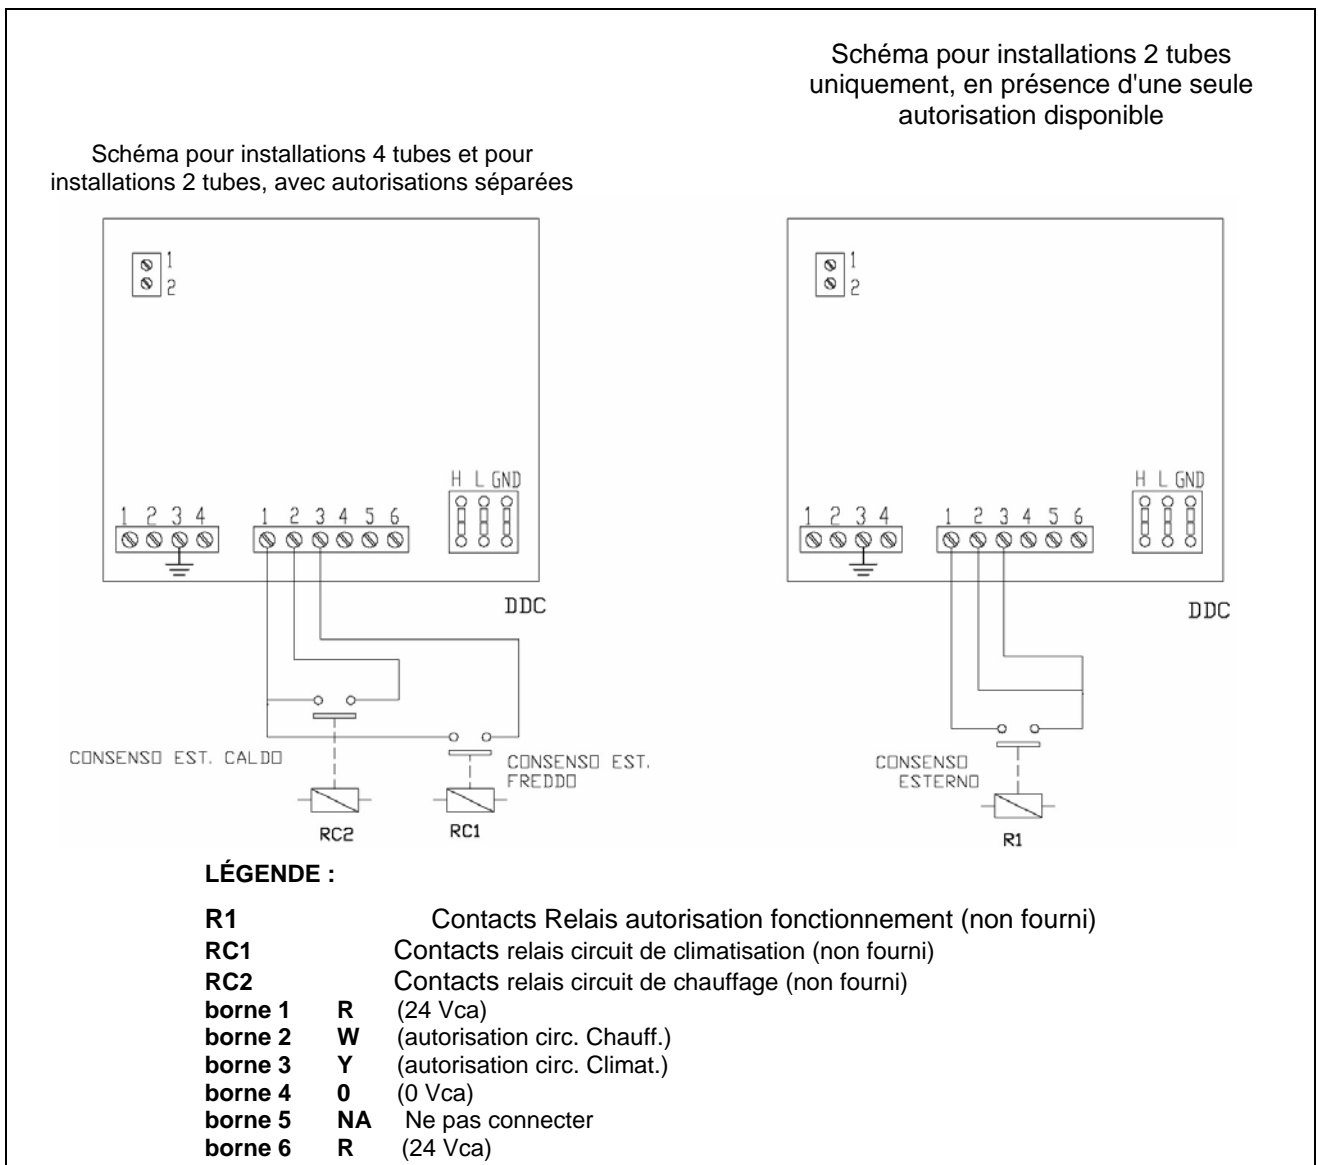 Schéma pour installations 2 tubes
uniquement, en présence d'une seule
autorisation disponible
Schéma pour installations 4 tubes et pour
installations 2 tubes, avec autorisations séparées
1
2
H L GND
1 2 3 4
1 2 3 4 5 6
DDC
CONSENSO EST. CALDO
CONSENSO EST.
FREDDO
RC2
RC1
1
2
H L GND
1 2 3 4
1 2 3 4 5 6
DDC
CONSENSO
ESTERNO
R1
LÉGENDE :
R1 Contacts Relais autorisation fonctionnement (non fourni)
RC1 Contacts relais circuit de climatisation (non fourni)
RC2 Contacts relais circuit de chauffage (non fourni)
borne 1 R (24 Vca)
borne 2 W (autorisation circ. Chauff.)
borne 3 Y (autorisation circ. Climat.)
borne 4 0 (0 Vca)
borne 5 NA Ne pas connecter
borne 6 R (24 Vca)